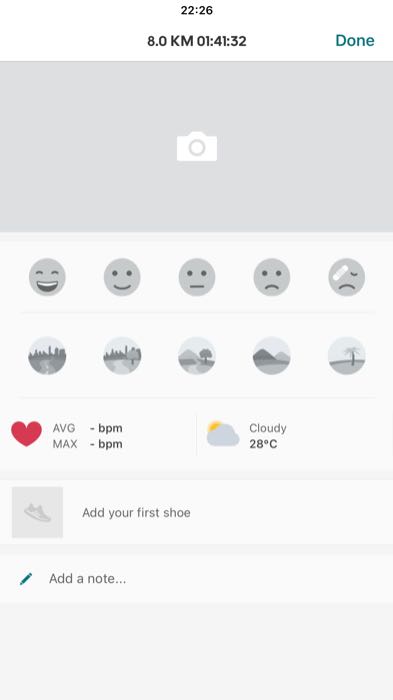 22:26
8.0 KM 01:41:32
Done
AVG - bpm
MAX - bpm
Cloudy
28°C
Add your first shoe
Add a note...